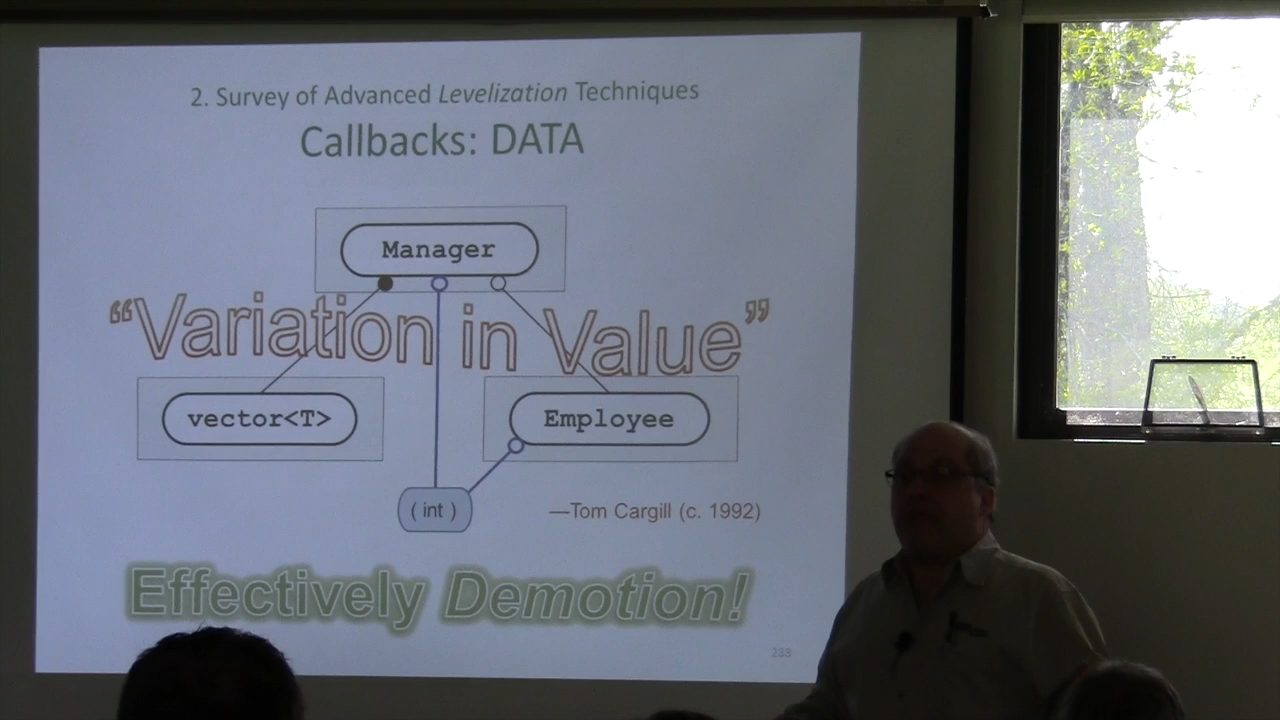 2. Survey of Advanced Levelization Techniques
Callbacks: DATA
Manager
“Variation in Value”
vector<T>
Employee
( int )
—Tom Cargill (c. 1992)
Effectively Demotion!
288